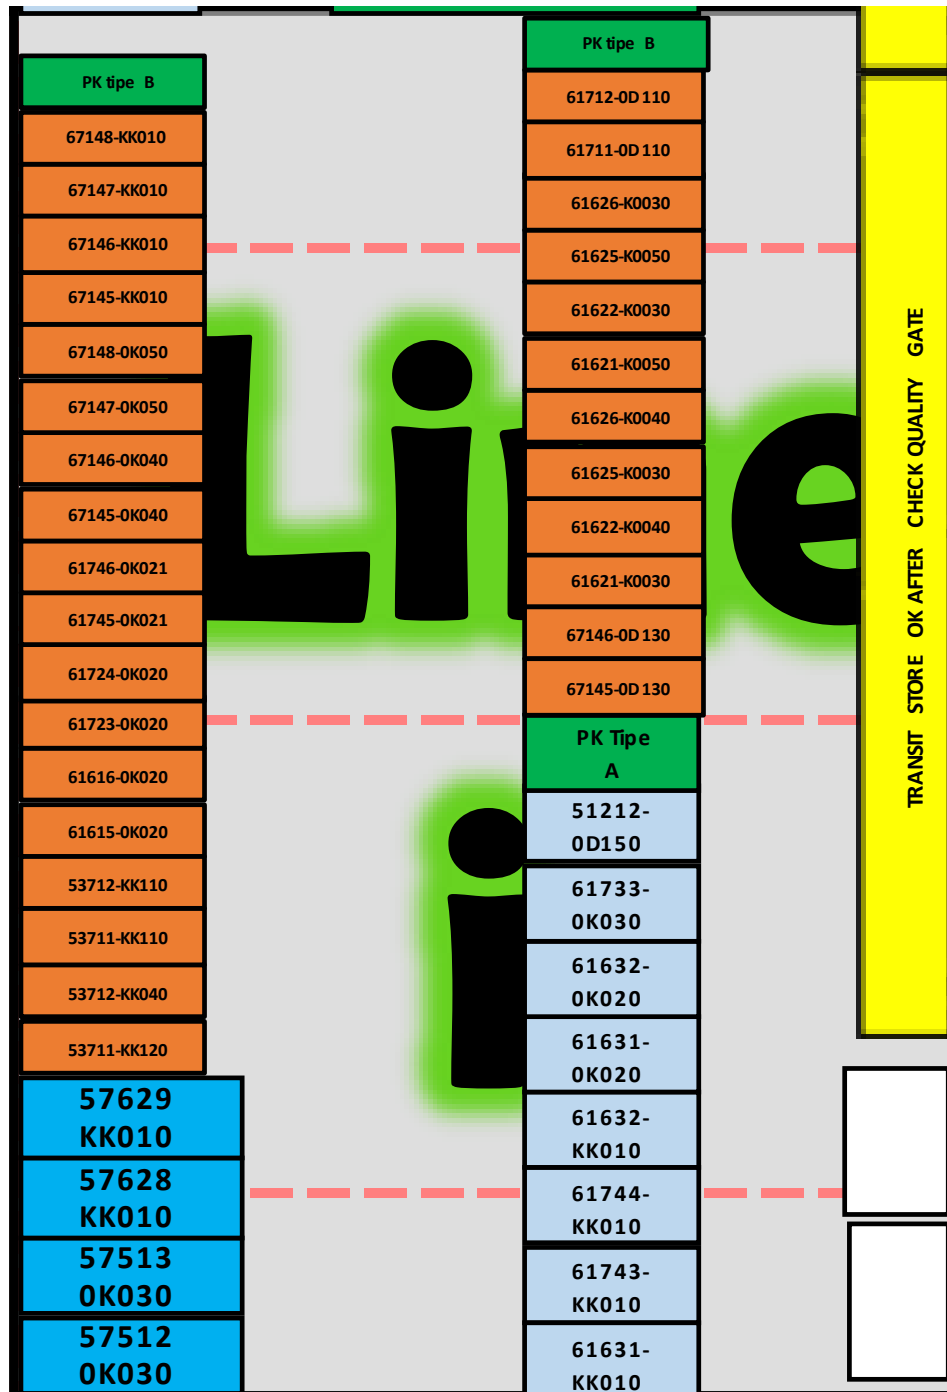 PK tipe B
67148-KK010
67147-KK010
67146-KK010
67145-KK010
67148-0K050
67147-0K050
67146-0K040
67145-0K040
61746-0K021
61745-0K021
61724-0K020
61723-0K020
61616-0K020
61615-0K020
53712-KK110
53711-KK110
53712-KK040
53711-KK120
57629
KK010
57628
KK010
57513
0K030
57512
0K030
Li
e
i
PK tipe B
61712-0D110
61711-0D110
61626-K0030
61625-K0050
61622-K0030
61621-K0050
61626-K0040
61625-K0030
61622-K0040
61621-K0030
67146-0D130
67145-0D130
PK Tipe
A
51212-
0D150
61733-
0K030
61632-
0K020
61631-
0K020
61632-
KK010
61744-
KK010
61743-
KK010
61631-
KK010
TRANSIT STORE OK AFTER CHECK QUALITY GATE